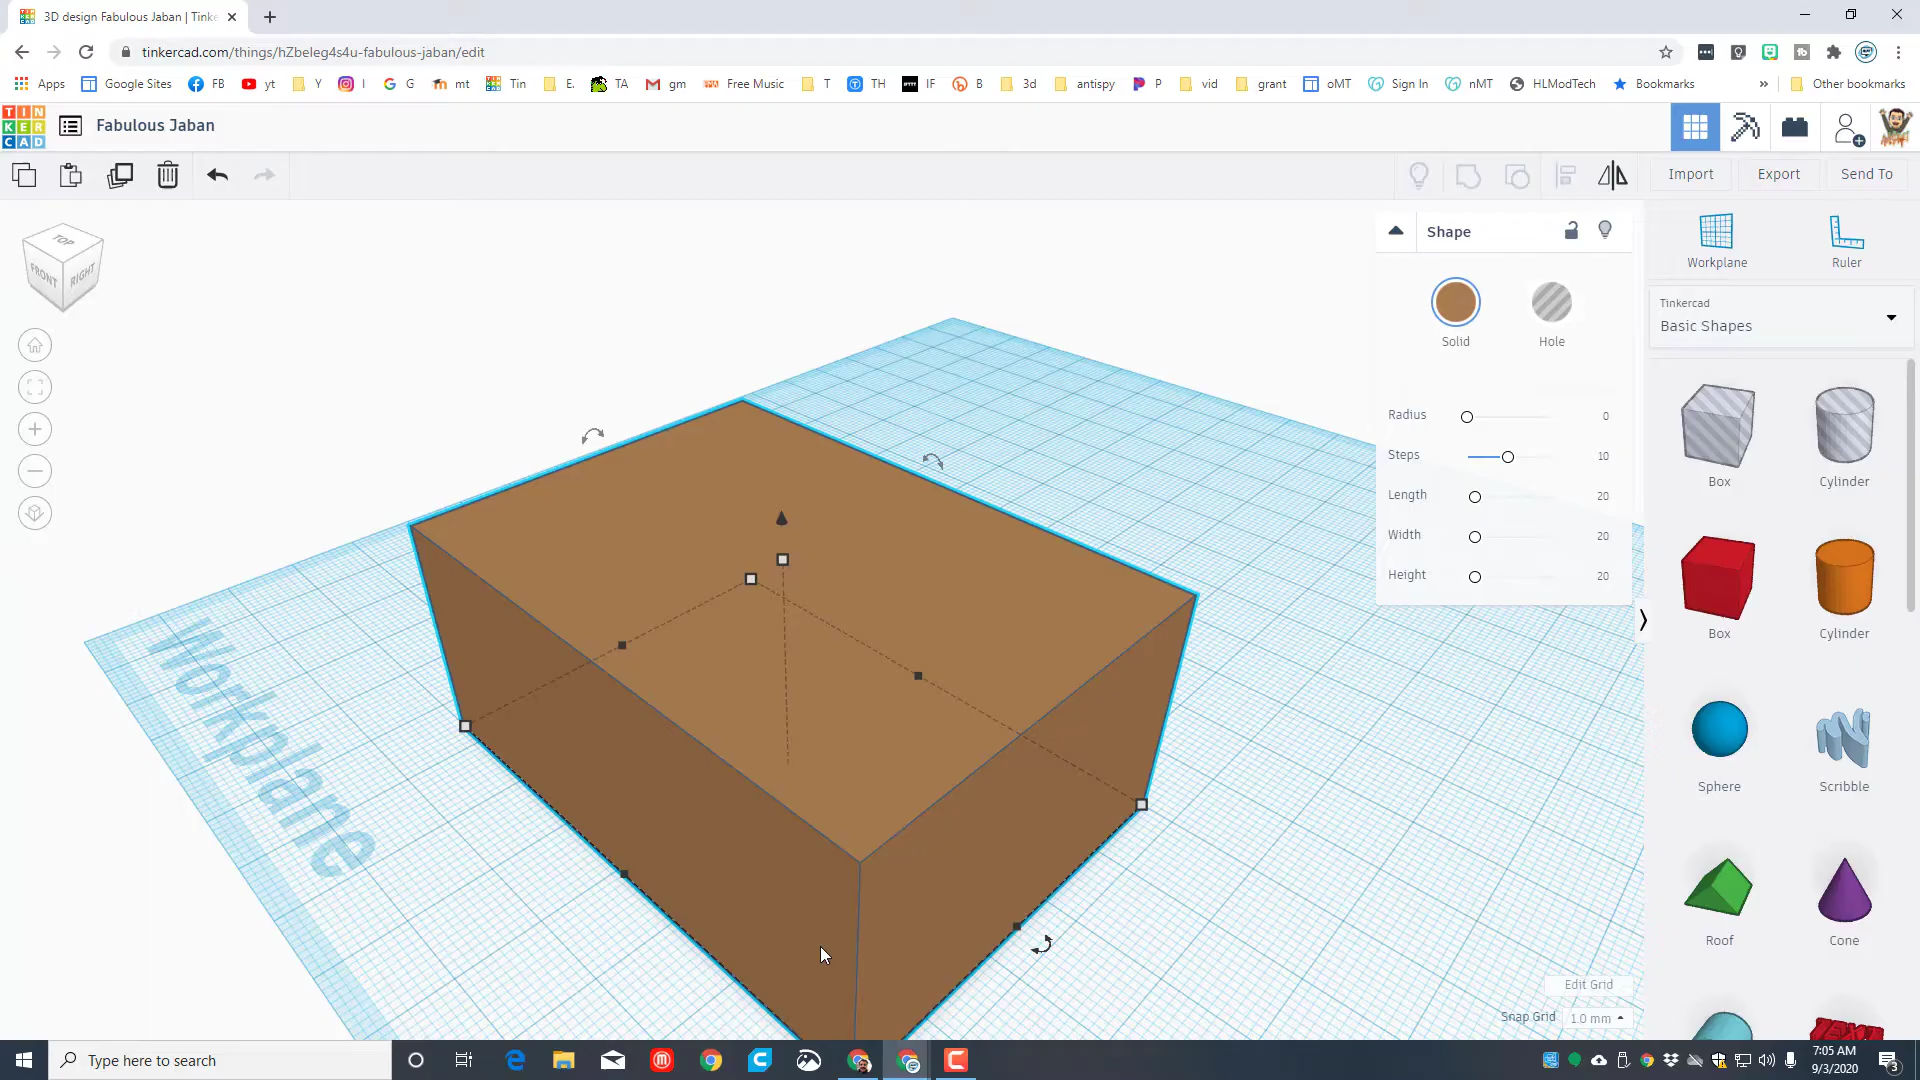 3D design Fabulous Jaban | Tinke
tinkercad.com/things/hZbeleg4s4u-fabulous-jaban/edit
Apps Google Sites FB yt Y I G mt Tin E. TA gm Free Music T TH IF B 3d antispy P vid grant oMT Sign In nMT HLModTech Bookmarks » Other bookmarks
TIN
KER
CAD
Fabulous Jaban
Import Export Send To
TOP
FRONT RIGHT
Shape
Solid Hole
Radius 0
Steps 10
Length 20
Width 20
Height 20
Workplane Ruler
Tinkercad
Basic Shapes
Box Cylinder
Box Cylinder
Sphere Scribble
Roof Cone
Workplane
Edit Grid
Snap Grid 1.0 mm
Type here to search
7:05 AM
9/3/2020
3